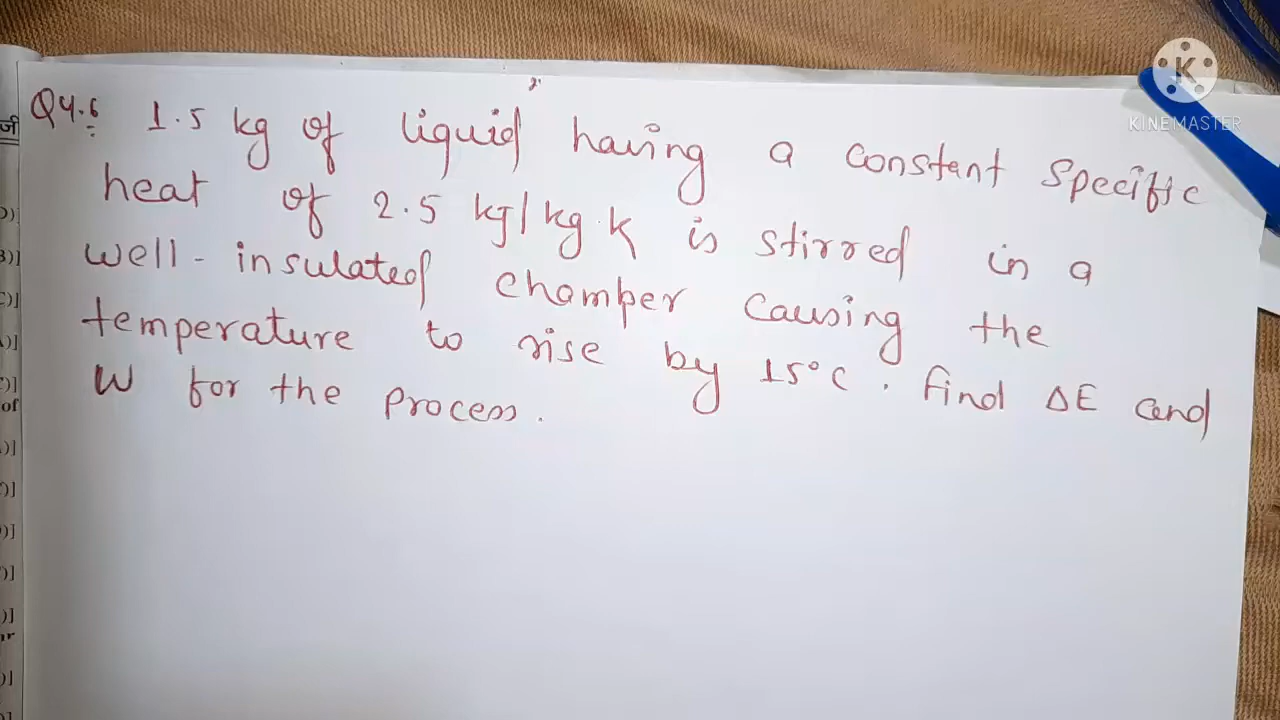 Q4.6 1.5 kg of liquid having a constant specific
heat of 2.5 kJ/kg.K is stirred in a
well-insulated chamber causing the
temperature to rise by 15°C. find ΔE and
W for the process.
KINEMASTER
K
of